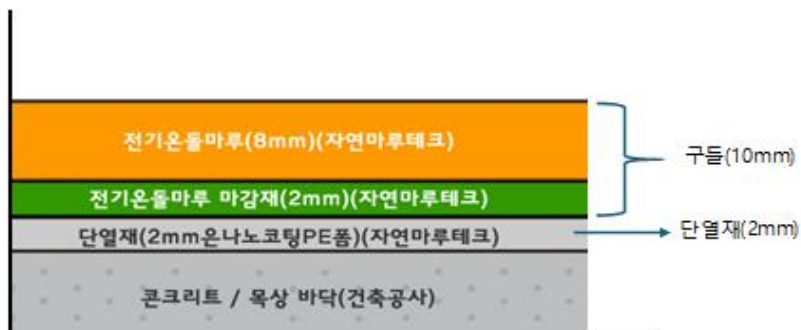 전기온돌마루(8mm)(자연마루테크)
구들(10mm)
전기온돌마루 마감재(2mm)(자연마루테크)
단열재(2mm은나노코팅PE폼)(자연마루테크)
단열재(2mm)
콘크리트 / 목상 바닥(건축공사)